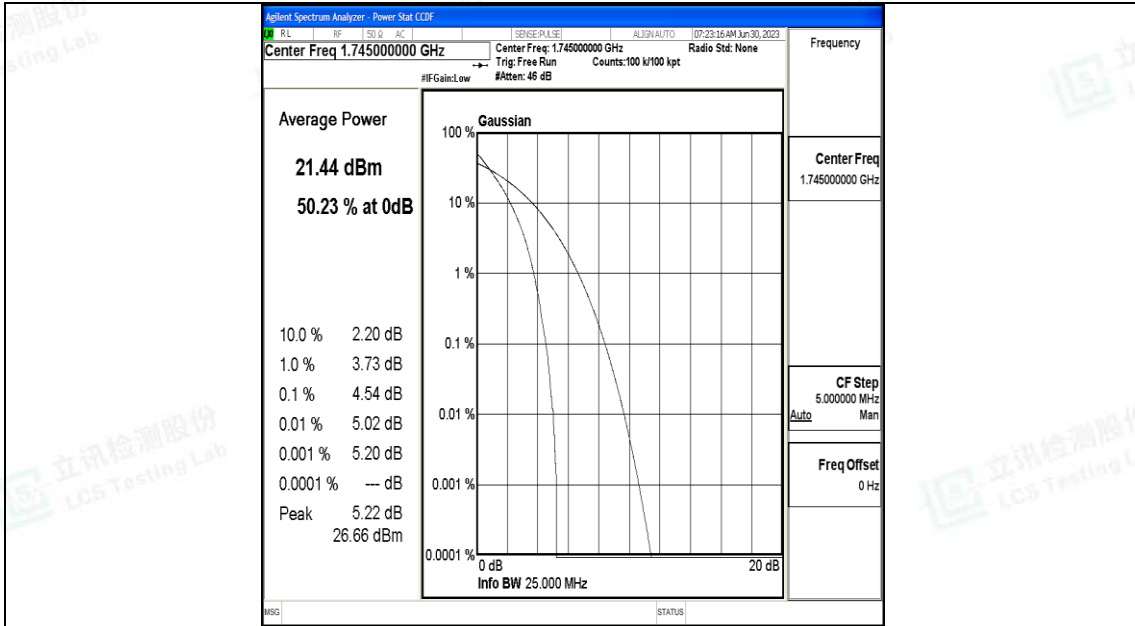 Agilent Spectrum Analyzer - Power Stat CCDF
RL RF 50 Ω AC SENSE:PULSE ALIGN AUTO 07:23:16 AM Jun 30, 2023
Center Freq 1.745000000 GHz
Center Freq: 1.745000000 GHz Radio Std: None
Trig: Free Run Counts:100 k/100 kpt
#IFGain:Low #Atten: 46 dB
Frequency
Average Power
21.44 dBm
50.23 % at 0dB
10.0 % 2.20 dB
1.0 % 3.73 dB
0.1 % 4.54 dB
0.01 % 5.02 dB
0.001 % 5.20 dB
0.0001 % --- dB
Peak 5.22 dB
26.66 dBm
Gaussian
100 %
10 %
1 %
0.1 %
0.01 %
0.001 %
0.0001 %
0 dB 20 dB
Info BW 25.000 MHz
Center Freq
1.745000000 GHz
CF Step
5.000000 MHz
Auto Man
Freq Offset
0 Hz
MSG STATUS
立讯检测股份
LCS Testing Lab
立讯检测股份
LCS Testing L
测股份
sting Lab
立